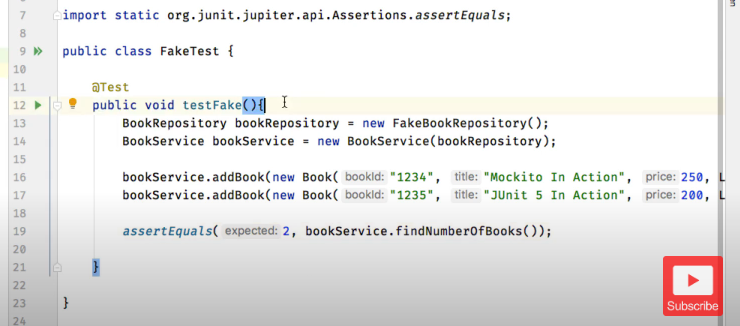 7 import static org.junit.jupiter.api.Assertions.assertEquals;
8
9 public class FakeTest {
10
11 @Test
12 public void testFake(){
13 BookRepository bookRepository = new FakeBookRepository();
14 BookService bookService = new BookService(bookRepository);
15
16 bookService.addBook(new Book( bookId: "1234", title: "Mockito In Action", price: 250, L
17 bookService.addBook(new Book( bookId: "1235", title: "JUnit 5 In Action", price: 200, L
18
19 assertEquals( expected: 2, bookService.findNumberOfBooks());
20
21 }
22
23 }
24
Subscribe